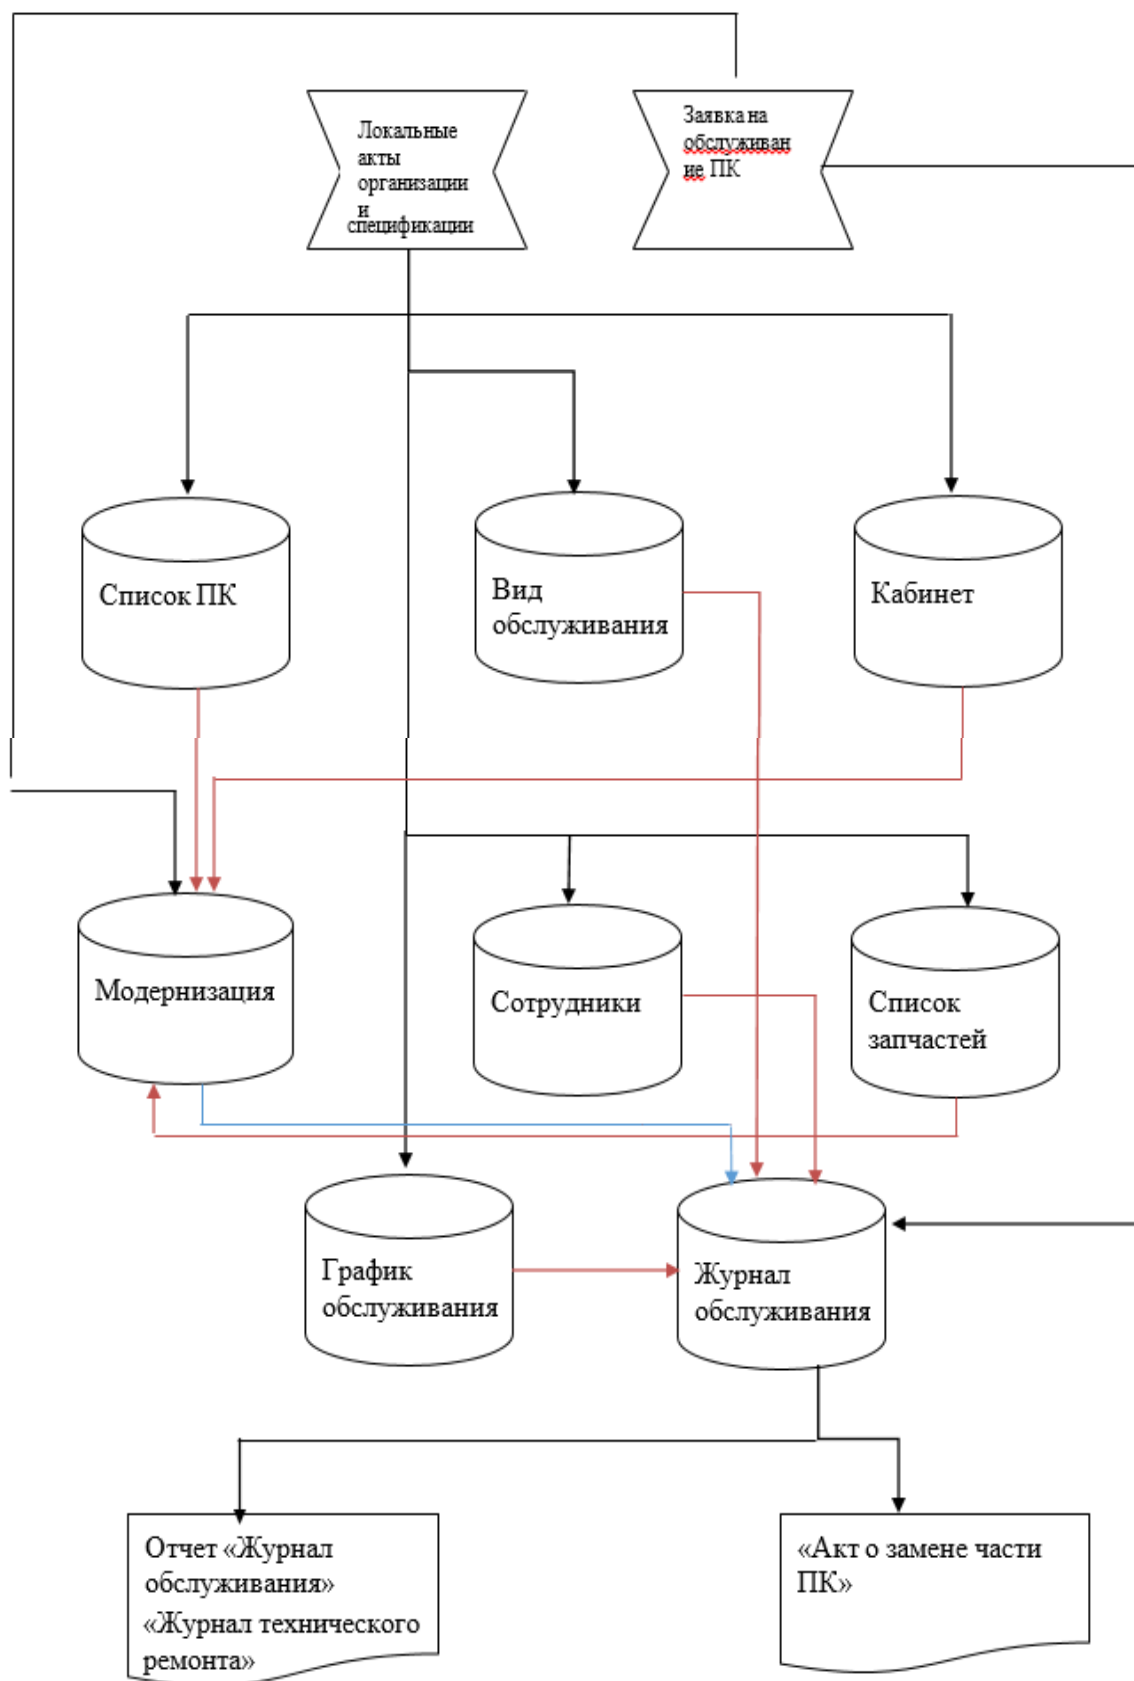 Локальные
акты
организации
и
спецификации
Заявка на
обслуживан
ие ПК
Список ПК
Вид
обслуживания
Кабинет
Модернизация
Сотрудники
Список
запчастей
График
обслуживания
Журнал
обслуживания
Отчет «Журнал
обслуживания»
«Журнал технического
ремонта»
«Акт о замене части
ПК»